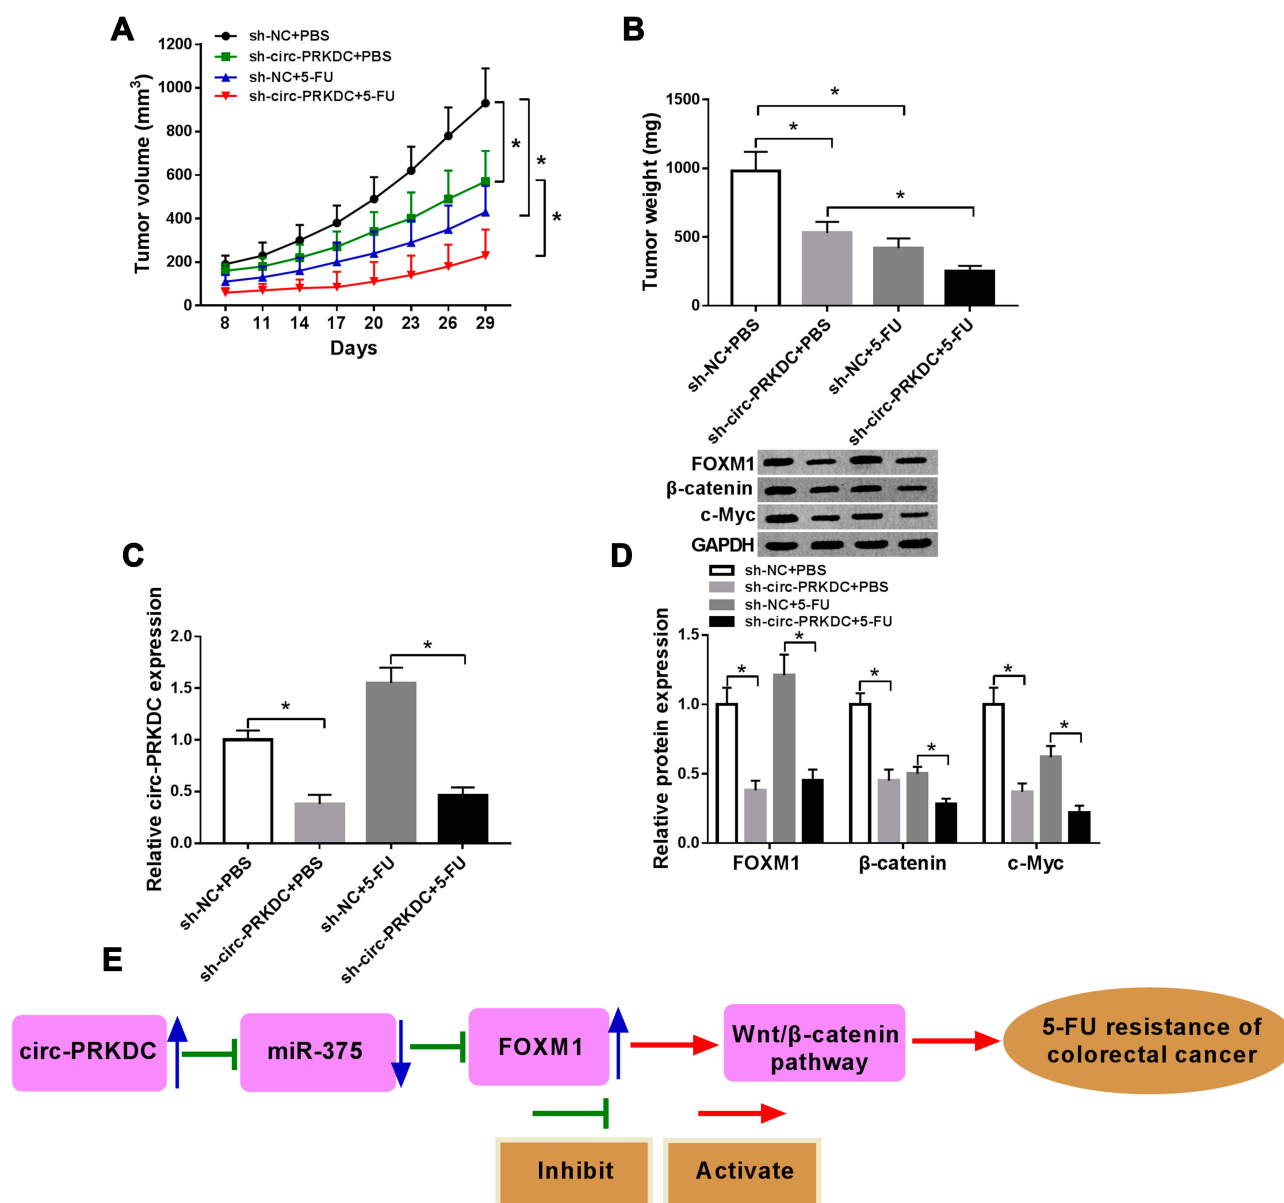 A
sh-NC+PBS
sh-circ-PRKDC+PBS
sh-NC+5-FU
sh-circ-PRKDC+5-FU
Tumor volume (mm3)
1200
1000
800
600
400
200
0
8 11 14 17 20 23 26 29
Days
*
*
*
B
Tumor weight (mg)
1500
1000
500
0
*
*
*
sh-NC+PBS
sh-circ-PRKDC+PBS
sh-NC+5-FU
sh-circ-PRKDC+5-FU
FOXM1
β-catenin
c-Myc
GAPDH
C
Relative circ-PRKDC expression
2.0
1.5
1.0
0.5
0.0
*
*
sh-NC+PBS
sh-circ-PRKDC+PBS
sh-NC+5-FU
sh-circ-PRKDC+5-FU
D
sh-NC+PBS
sh-circ-PRKDC+PBS
sh-NC+5-FU
sh-circ-PRKDC+5-FU
Relative protein expression
1.5
1.0
0.5
0.0
*
*
*
*
*
*
FOXM1 β-catenin c-Myc
E
circ-PRKDC
miR-375
FOXM1
Wnt/β-catenin
pathway
5-FU resistance of
colorectal cancer
Inhibit
Activate